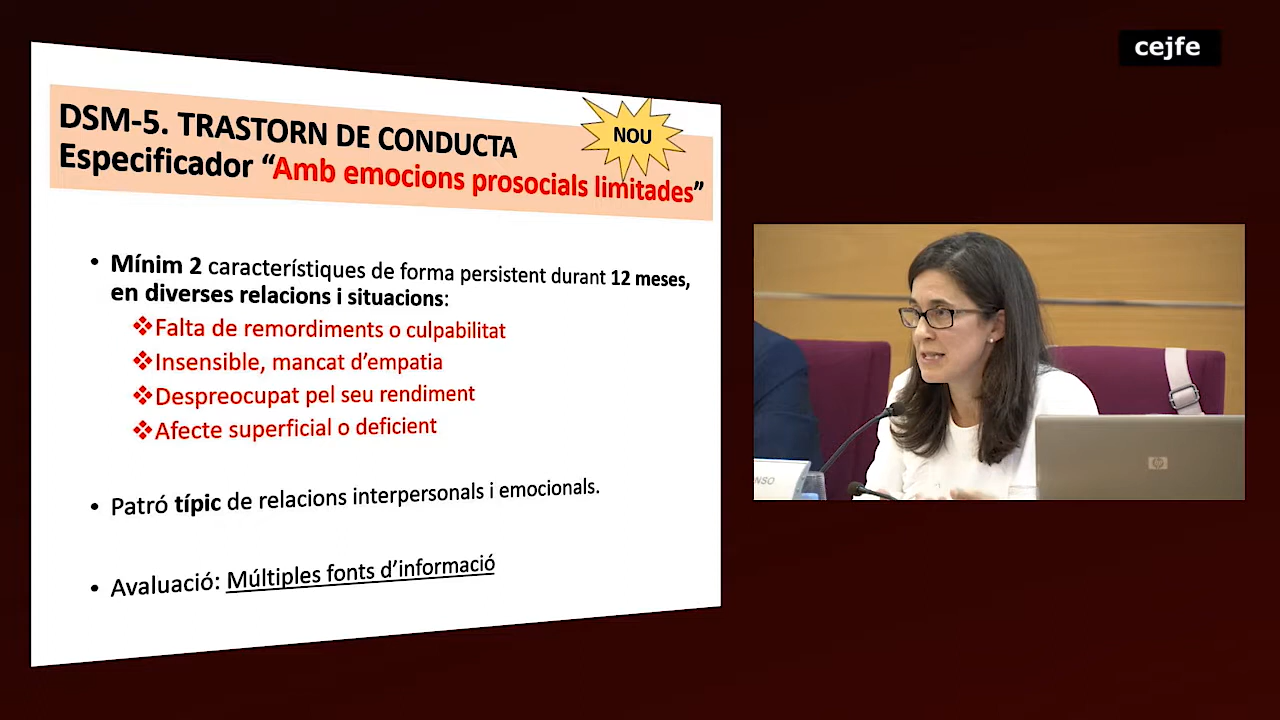 cejfe
DSM-5. TRASTORN DE CONDUCTA
NOU
Especificador “Amb emocions prosocials limitades”
• Mínim 2 característiques de forma persistent durant 12 meses,
en diverses relacions i situacions:
❖Falta de remordiments o culpabilitat
❖Insensible, mancat d’empatia
❖Despreocupat pel seu rendiment
❖Afecte superficial o deficient
• Patró típic de relacions interpersonals i emocionals.
• Avaluació: Múltiples fonts d’informació
hp